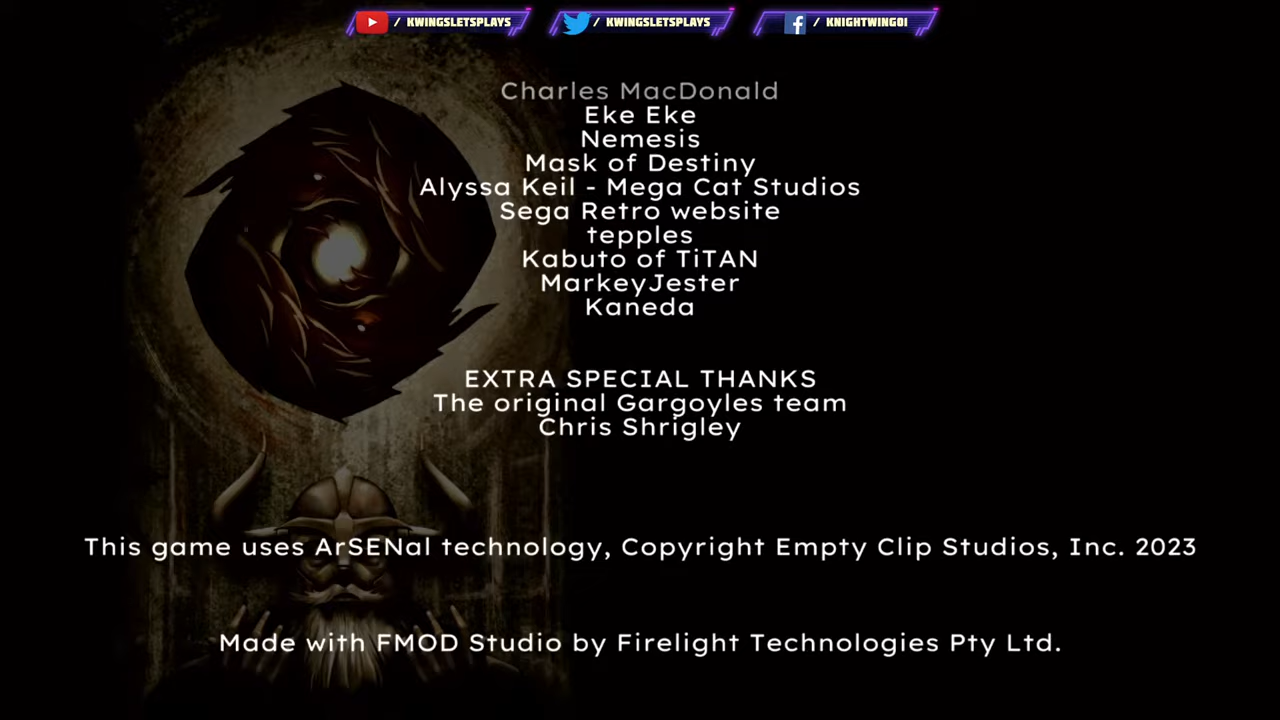 / KWINGSLETSPLAYS
/ KWINGSLETSPLAYS
/ KNIGHTWING01
Charles MacDonald
Eke Eke
Nemesis
Mask of Destiny
Alyssa Keil - Mega Cat Studios
Sega Retro website
tepples
Kabuto of TiTAN
MarkeyJester
Kaneda
EXTRA SPECIAL THANKS
The original Gargoyles team
Chris Shrigley
This game uses ArSENal technology, Copyright Empty Clip Studios, Inc. 2023
Made with FMOD Studio by Firelight Technologies Pty Ltd.